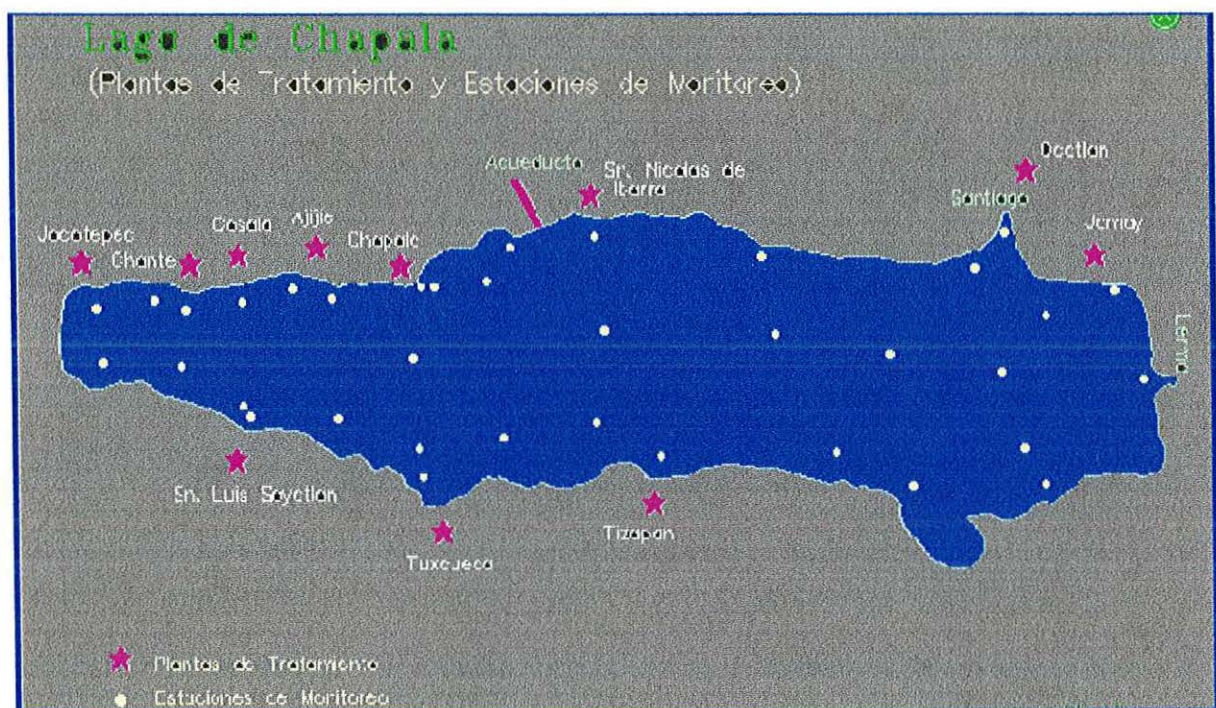 Lago de Chapala
(Plantas de Tratamiento y Estaciones de Moritoreo)
Acueducto
Sn. Nicolas de
Ibarra
Ocotlan
Santiago
Jamay
Jocotepec
Chante
Cosala
Ajijic
Chapala
Lerma
Sn. Luis Soyatlan
Tuxcueca
Tizapan
Plantas de Tratamiento
Estaciones de Monitoreo